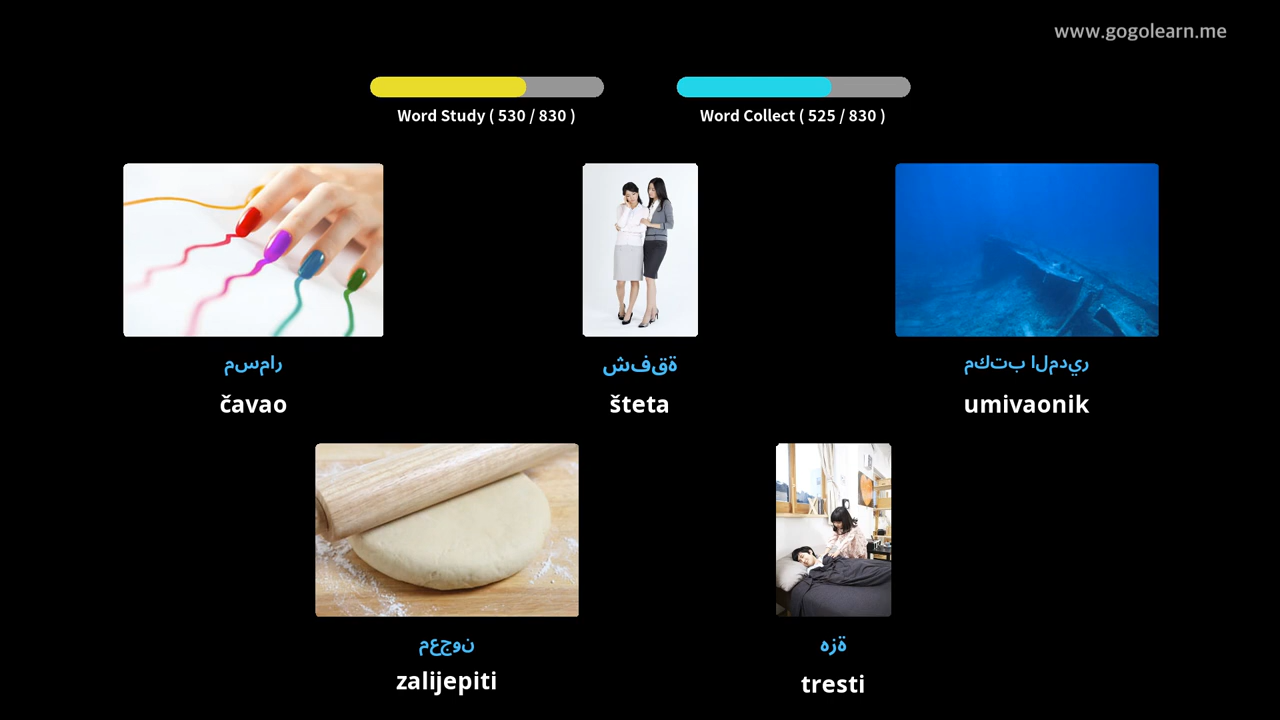 www.gogolearn.me
Word Study ( 530 / 830 )
Word Collect ( 525 / 830 )
مسمار
čavao
شفقة
šteta
مكتب المدير
umivaonik
معجون
zalijepiti
هزة
tresti